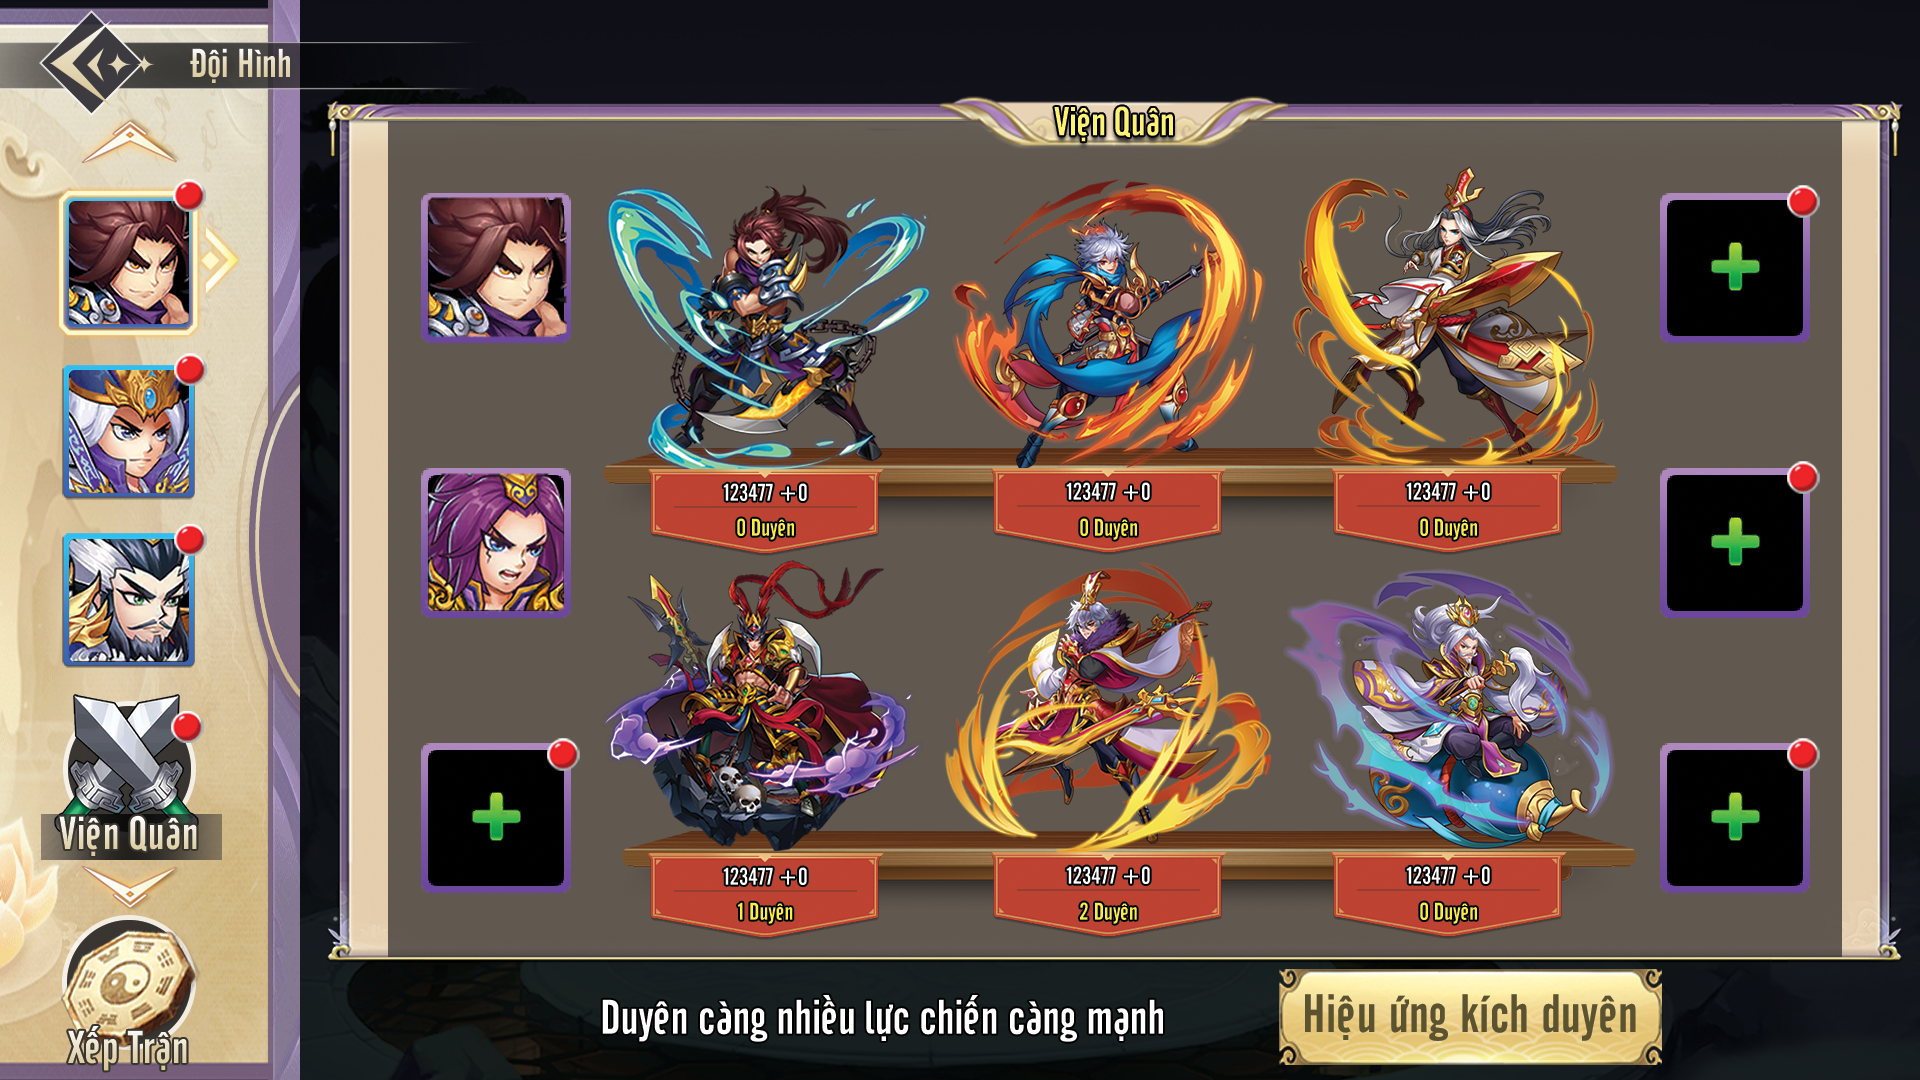 Đội Hình
Viện Quân
123477 +0
0 Duyên
123477 +0
0 Duyên
123477 +0
0 Duyên
123477 +0
1 Duyên
123477 +0
2 Duyên
123477 +0
0 Duyên
Viện Quân
Xếp Trận
Duyên càng nhiều lực chiến càng mạnh
Hiệu ứng kích duyên